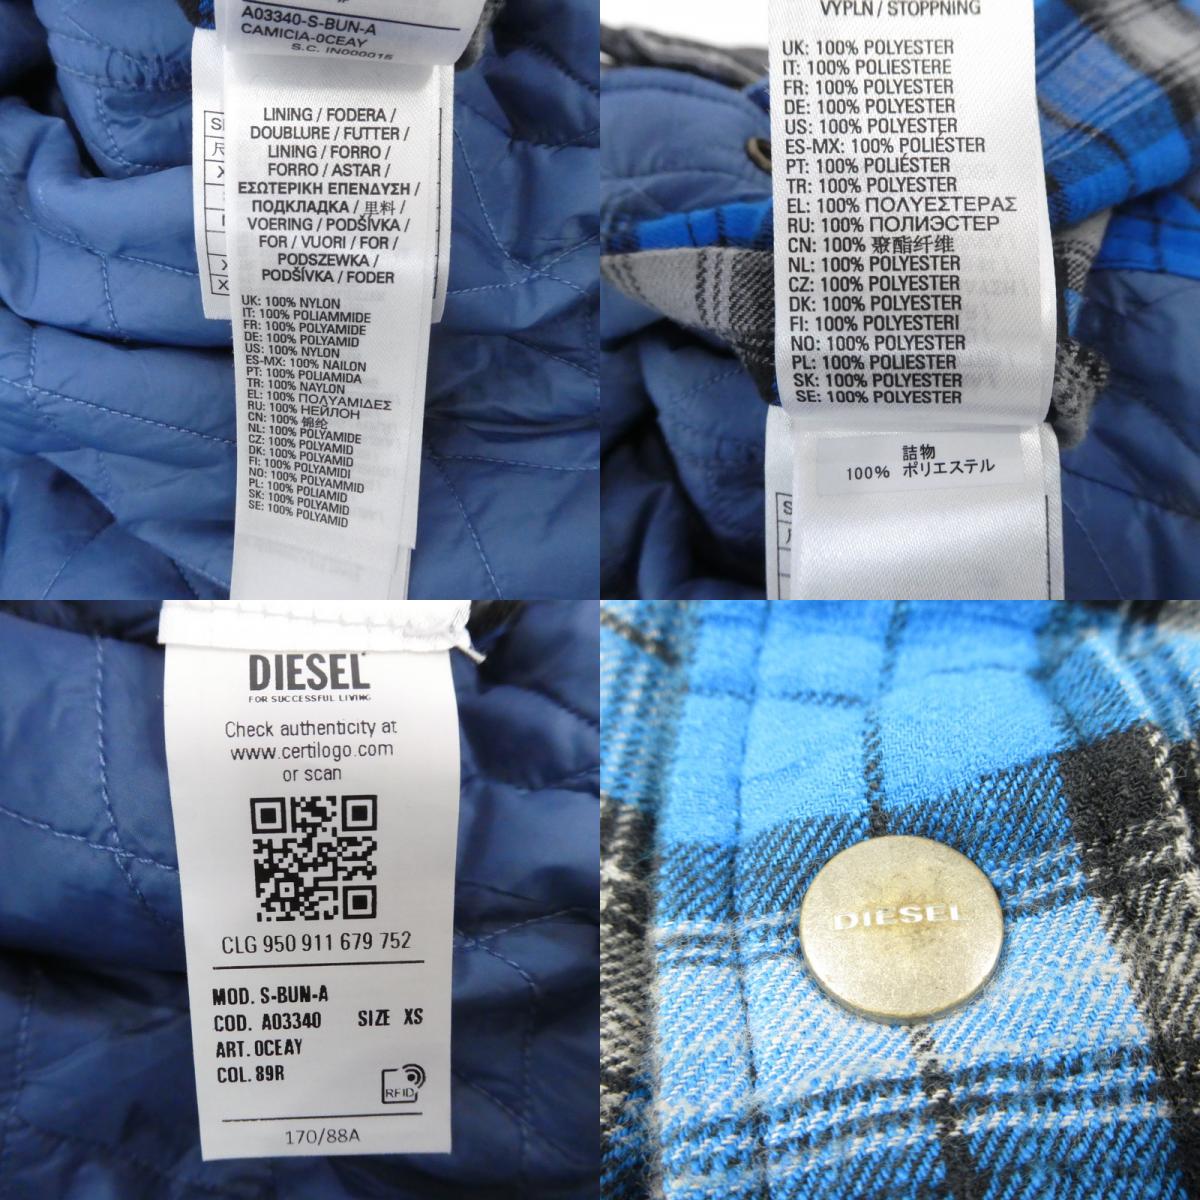 A03340-S-BUN-A
CAMICIA-0CEAY
S.C. IN000015
LINING / FODERA /
DOUBLURE / FUTTER /
LINING / FORRO /
FORRO / ASTAR /
ΕΣΩΤΕΡΙΚΗ ΕΠΕΝΔΥΣΗ /
ПОДКЛАДКА / 里料 /
VOERING / PODŠÍVKA /
FOR / VUORI / FOR /
PODSZEWKA /
PODŠÍVKA / FODER
UK: 100% NYLON
IT: 100% POLIAMMIDE
FR: 100% POLYAMIDE
DE: 100% POLYAMID
US: 100% NYLON
ES-MX: 100% NAILON
PT: 100% POLIAMIDA
TR: 100% NAYLON
EL: 100% ΠΟΛΥΑΜΙΔΕΣ
RU: 100% НЕЙЛОН
CN: 100% 锦纶
NL: 100% POLYAMIDE
CZ: 100% POLYAMID
DK: 100% POLYAMID
FI: 100% POLYAMIDI
NO: 100% POLYAMID
PL: 100% POLIAMID
SK: 100% POLYAMID
SE: 100% POLYAMID
VÝPLN / STOPPNING
UK: 100% POLYESTER
IT: 100% POLIESTERE
FR: 100% POLYESTER
DE: 100% POLYESTER
US: 100% POLYESTER
ES-MX: 100% POLIÉSTER
PT: 100% POLIÉSTER
TR: 100% POLYESTER
EL: 100% ΠΟΛΥΕΣΤΕΡΑΣ
RU: 100% ПОЛИЭСТЕР
CN: 100% 聚酯纤维
NL: 100% POLYESTER
CZ: 100% POLYESTER
DK: 100% POLYESTER
FI: 100% POLYESTERI
NO: 100% POLYESTER
PL: 100% POLIESTER
SK: 100% POLYESTER
SE: 100% POLYESTER
詰物
100% ポリエステル
DIESEL
FOR SUCCESSFUL LIVING
Check authenticity at
www.certilogo.com
or scan
CLG 950 911 679 752
MOD. S-BUN-A
COD. A03340 SIZE XS
ART. 0CEAY
COL. 89R
RFID
170/88A
DIESEL